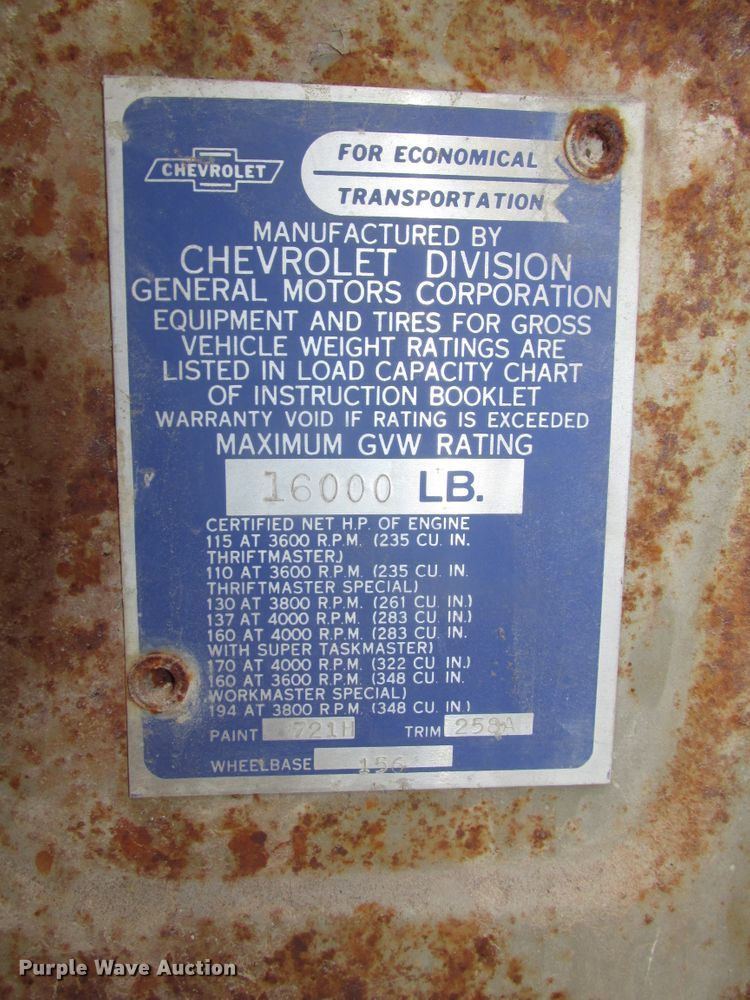 CHEVROLET
FOR ECONOMICAL
TRANSPORTATION
MANUFACTURED BY
CHEVROLET DIVISION
GENERAL MOTORS CORPORATION
EQUIPMENT AND TIRES FOR GROSS
VEHICLE WEIGHT RATINGS ARE
LISTED IN LOAD CAPACITY CHART
OF INSTRUCTION BOOKLET
WARRANTY VOID IF RATING IS EXCEEDED
MAXIMUM GVW RATING
16000 LB.
CERTIFIED NET H.P. OF ENGINE
115 AT 3600 R.P.M. (235 CU. IN.
THRIFTMASTER)
110 AT 3600 R.P.M. (235 CU. IN.
THRIFTMASTER SPECIAL)
130 AT 3800 R.P.M. (261 CU. IN.)
137 AT 4000 R.P.M. (283 CU. IN.)
160 AT 4000 R.P.M. (283 CU. IN.
WITH SUPER TASKMASTER)
170 AT 4000 R.P.M. (322 CU. IN.)
160 AT 3600 R.P.M. (348 CU. IN.
WORKMASTER SPECIAL)
194 AT 3800 R.P.M. (348 CU. IN.)
PAINT 721H TRIM 258A
WHEELBASE 156
Purple Wave Auction